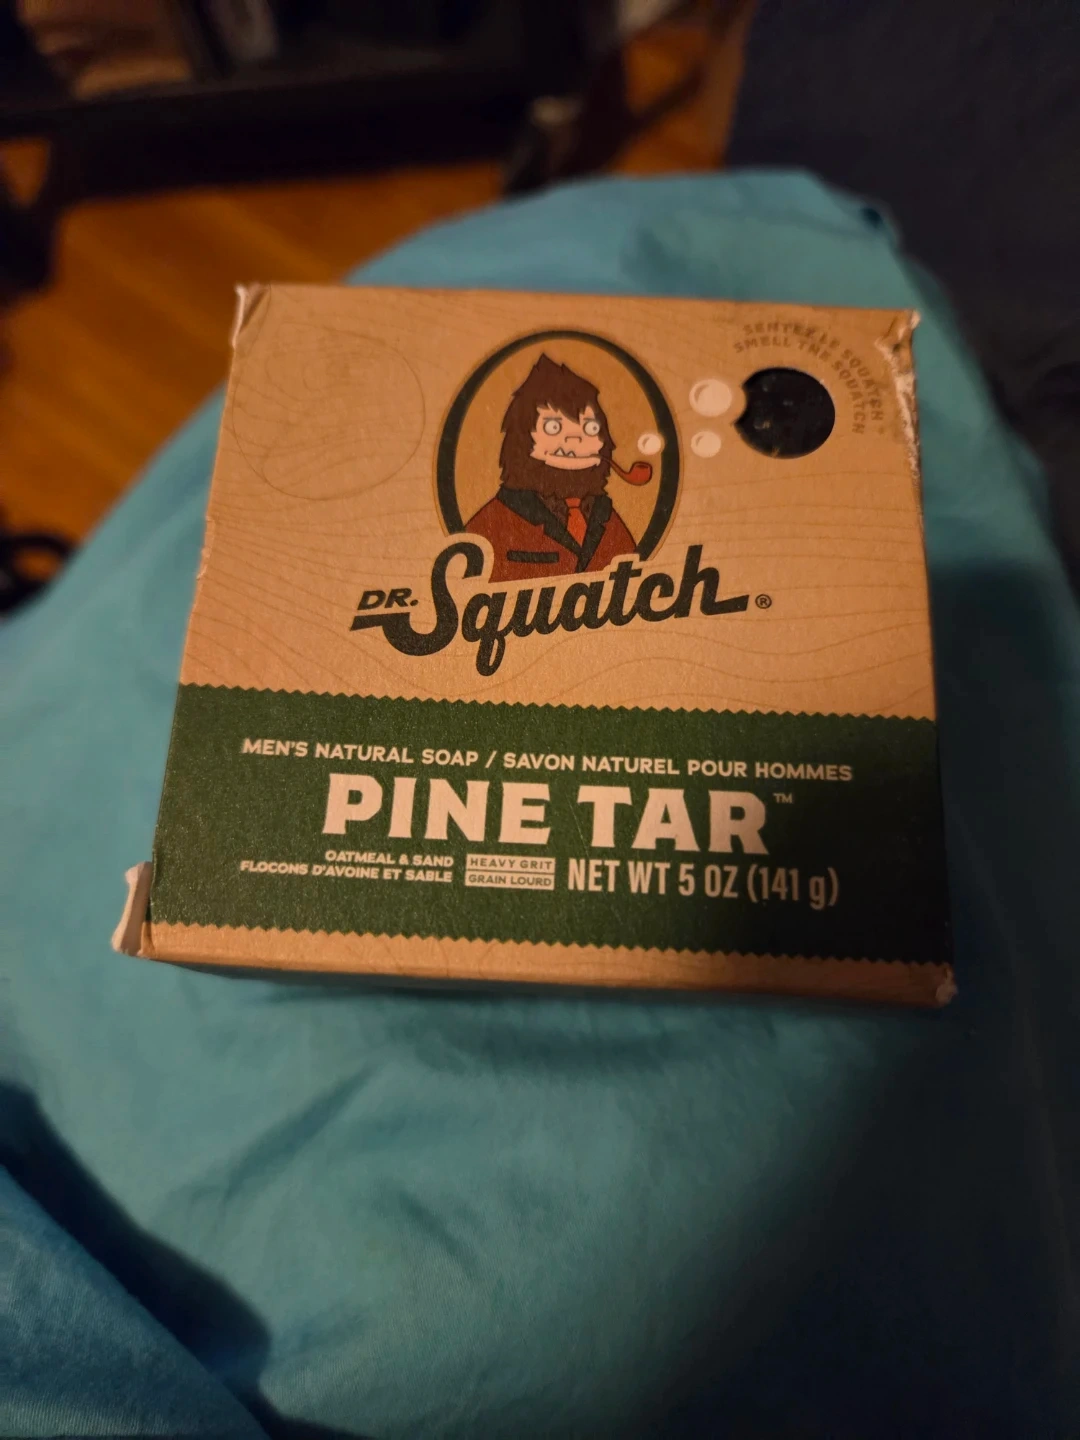 SENTEZ LE SQUATCH®
SMELL THE SQUATCH
DR. Squatch®
MEN'S NATURAL SOAP / SAVON NATUREL POUR HOMMES
PINE TAR™
OATMEAL & SAND
FLOCONS D'AVOINE ET SABLE
HEAVY GRIT
GRAIN LOURD
NET WT 5 OZ (141 g)